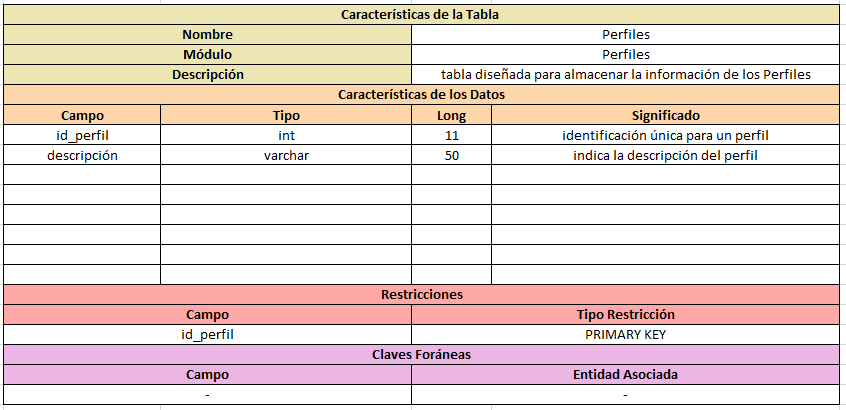 Características de la Tabla
Nombre Perfiles
Módulo Perfiles
Descripción tabla diseñada para almacenar la información de los Perfiles
Características de los Datos
Campo Tipo Long Significado
id_perfil int 11 identificación única para un perfil
descripción varchar 50 indica la descripción del perfil
Restricciones
Campo Tipo Restricción
id_perfil PRIMARY KEY
Claves Foráneas
Campo Entidad Asociada
- -